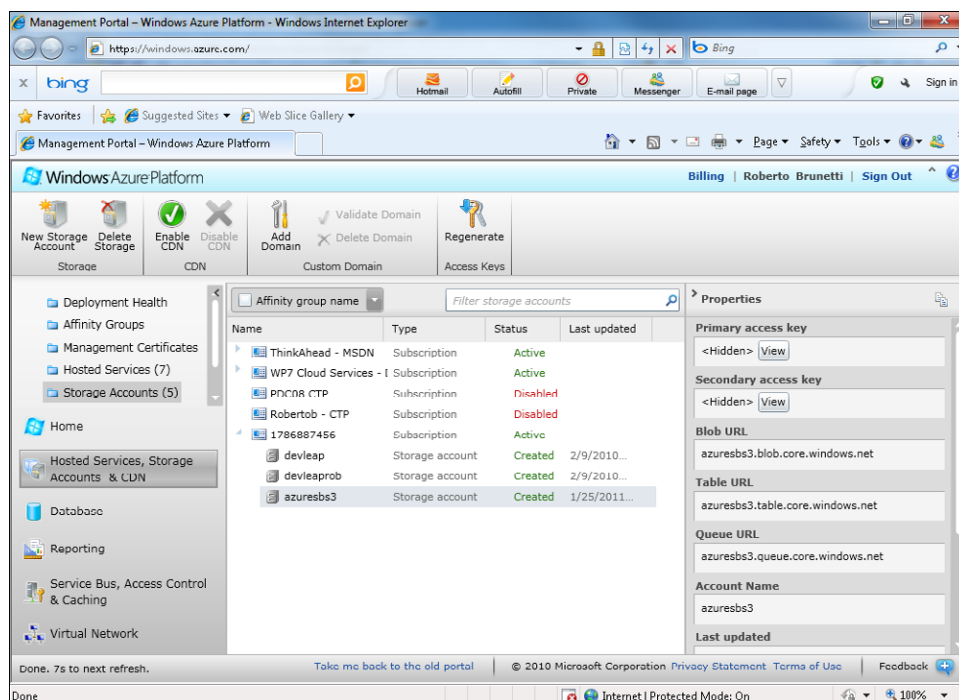 Management Portal – Windows Azure Platform - Windows Internet Explorer
https://windows.azure.com/
Bing
x bing Hotmail Autofill Private Messenger E-mail page Sign in
Favorites Suggested Sites Web Slice Gallery
Management Portal – Windows Azure Platform Page Safety Tools
Windows Azure Platform Billing | Roberto Brunetti | Sign Out
New Storage Account Delete Storage Enable CDN Disable CDN Add Domain Validate Domain Delete Domain Regenerate
Storage CDN Custom Domain Access Keys
Deployment Health
Affinity Groups
Management Certificates
Hosted Services (7)
Storage Accounts (5)
Home
Hosted Services, Storage
Accounts & CDN
Database
Reporting
Service Bus, Access Control
& Caching
Virtual Network
Affinity group name Filter storage accounts
Name Type Status Last updated
ThinkAhead - MSDN Subscription Active
WP7 Cloud Services - [ Subscription Active
PDC08 CTP Subscription Disabled
Robertob - CTP Subscription Disabled
1786887456 Subscription Active
devleap Storage account Created 2/9/2010...
devleaprob Storage account Created 2/9/2010...
azuresbs3 Storage account Created 1/25/2011...
Properties
Primary access key
<Hidden> View
Secondary access key
<Hidden> View
Blob URL
azuresbs3.blob.core.windows.net
Table URL
azuresbs3.table.core.windows.net
Queue URL
azuresbs3.queue.core.windows.net
Account Name
azuresbs3
Last updated
Done. 7s to next refresh. Take me back to the old portal © 2010 Microsoft Corporation Privacy Statement Terms of Use Feedback
Done Internet | Protected Mode: On 100%